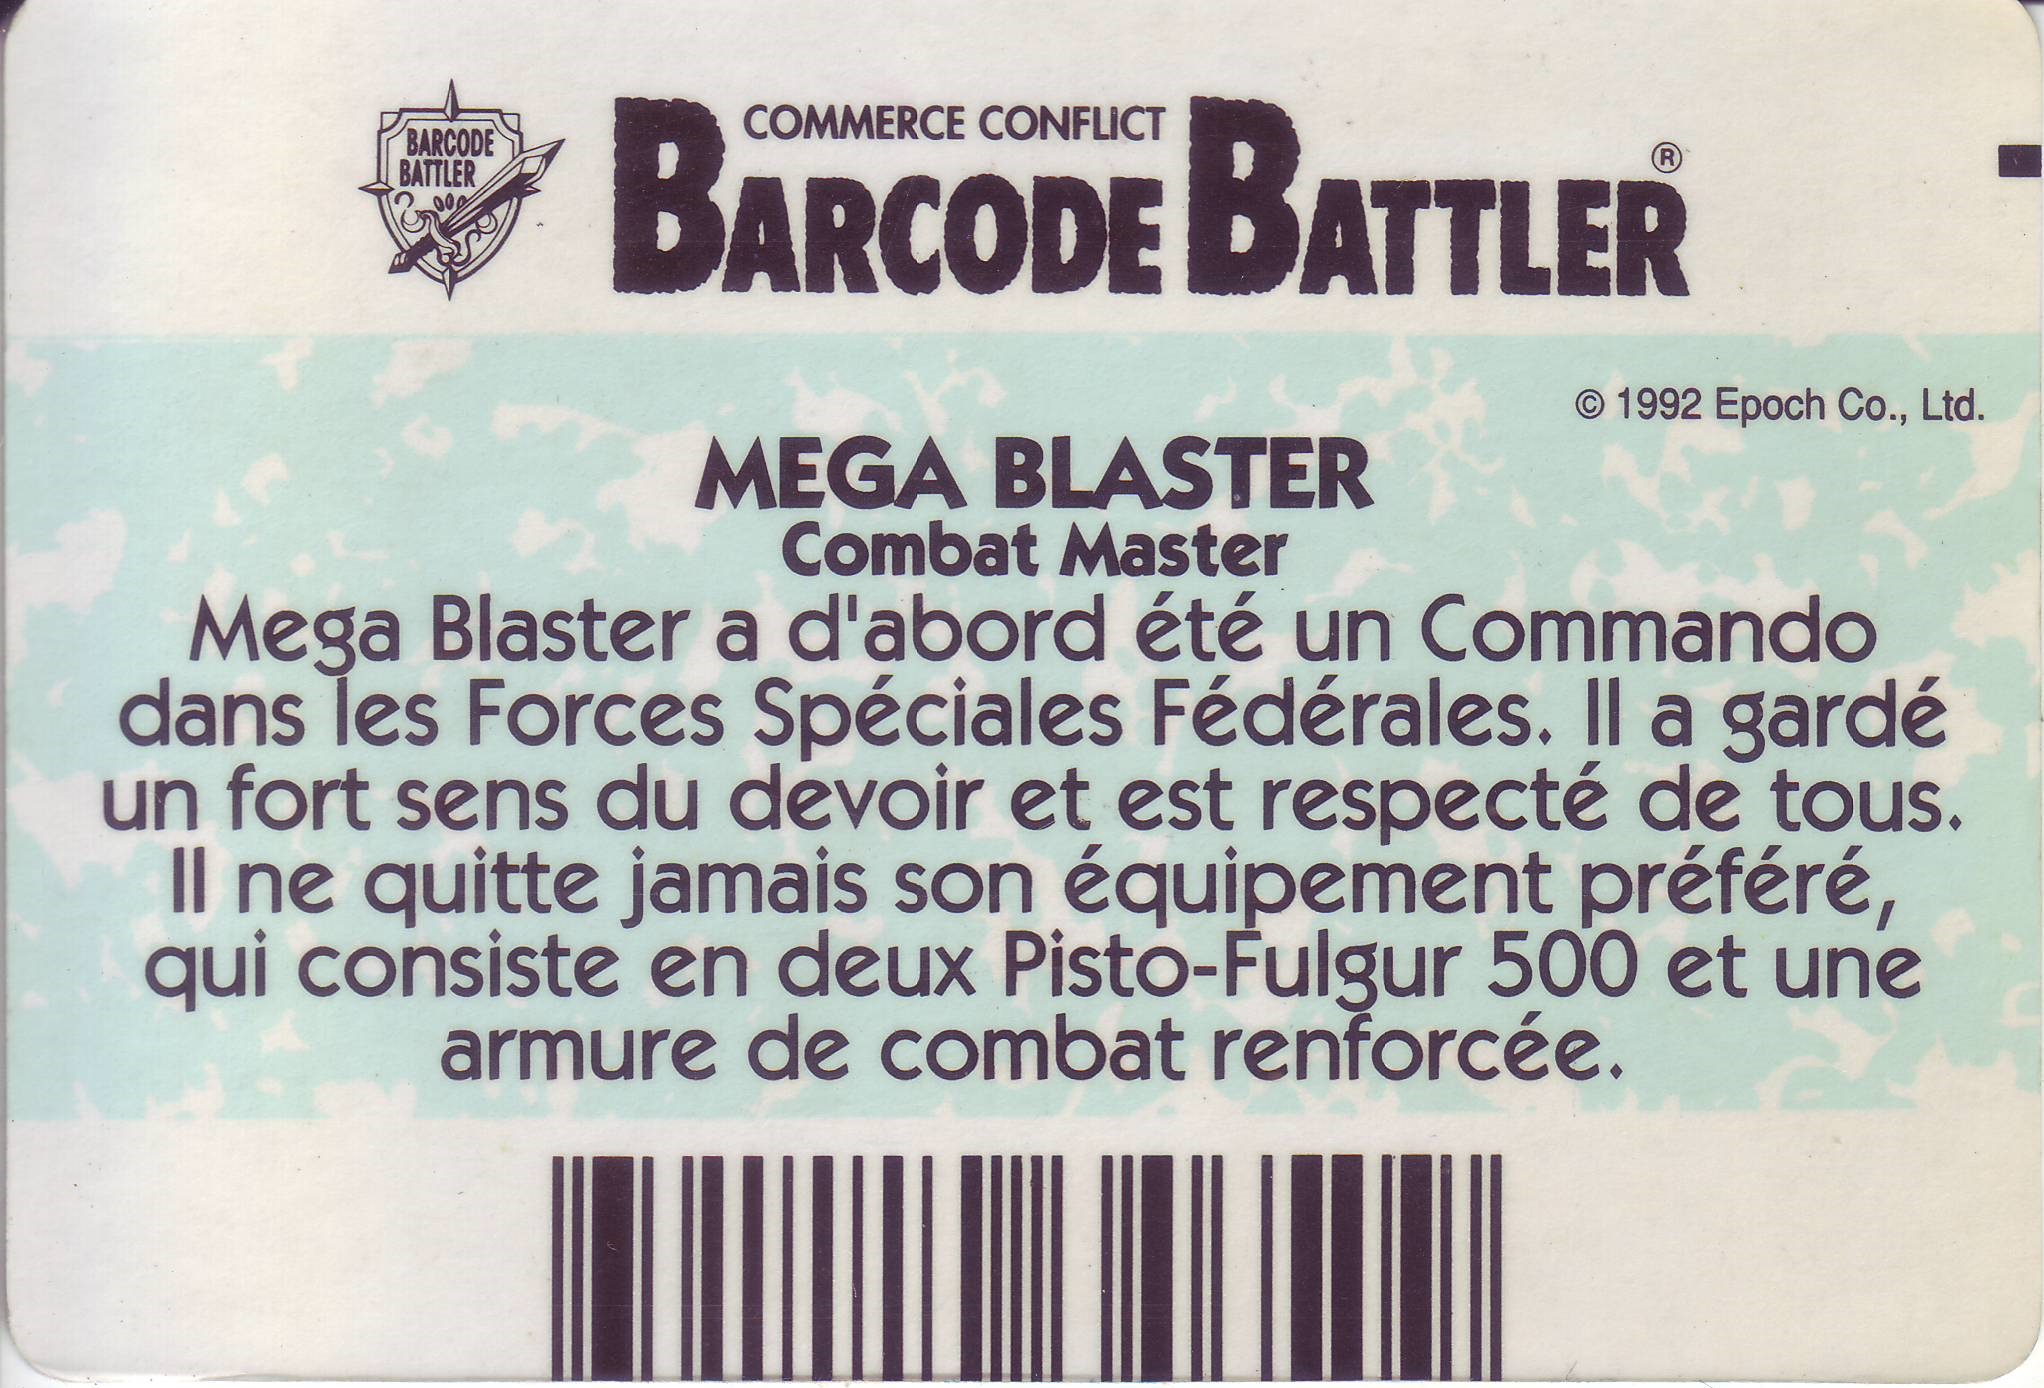 BARCODE
BATTLER
COMMERCE CONFLICT
BARCODE BATTLER®
© 1992 Epoch Co., Ltd.
MEGA BLASTER
Combat Master
Mega Blaster a d'abord été un Commando
dans les Forces Spéciales Fédérales. Il a gardé
un fort sens du devoir et est respecté de tous.
Il ne quitte jamais son équipement préféré,
qui consiste en deux Pisto-Fulgur 500 et une
armure de combat renforcée.